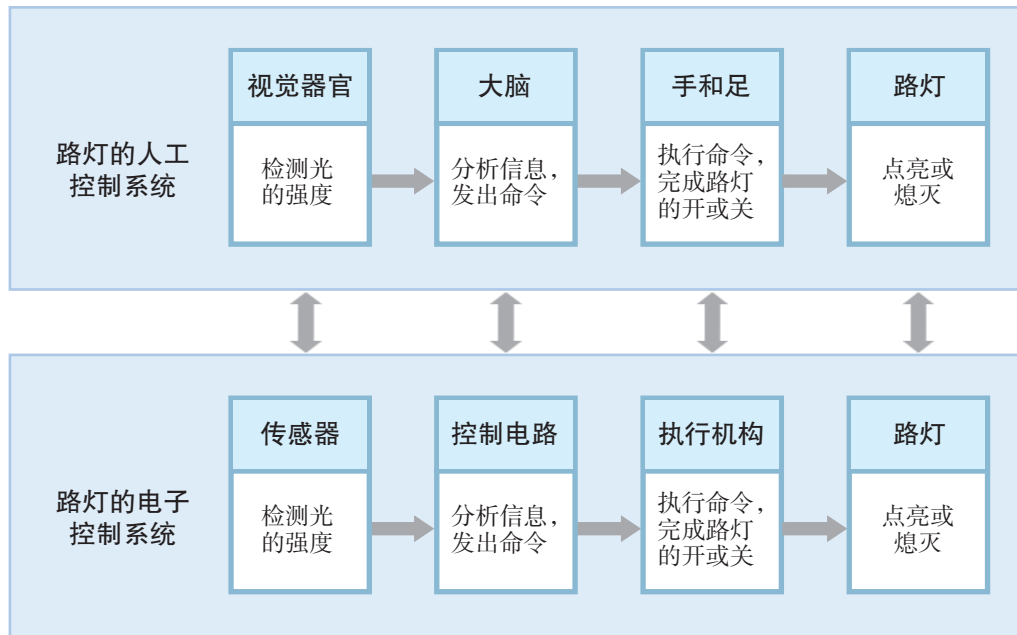 视觉器官
大脑
手和足
路灯
路灯的人工
控制系统
检测光
的强度
分析信息，
发出命令
执行命令，
完成路灯
的开或关
点亮或
熄灭
传感器
控制电路
执行机构
路灯
路灯的电子
控制系统
检测光
的强度
分析信息，
发出命令
执行命令，
完成路灯
的开或关
点亮或
熄灭